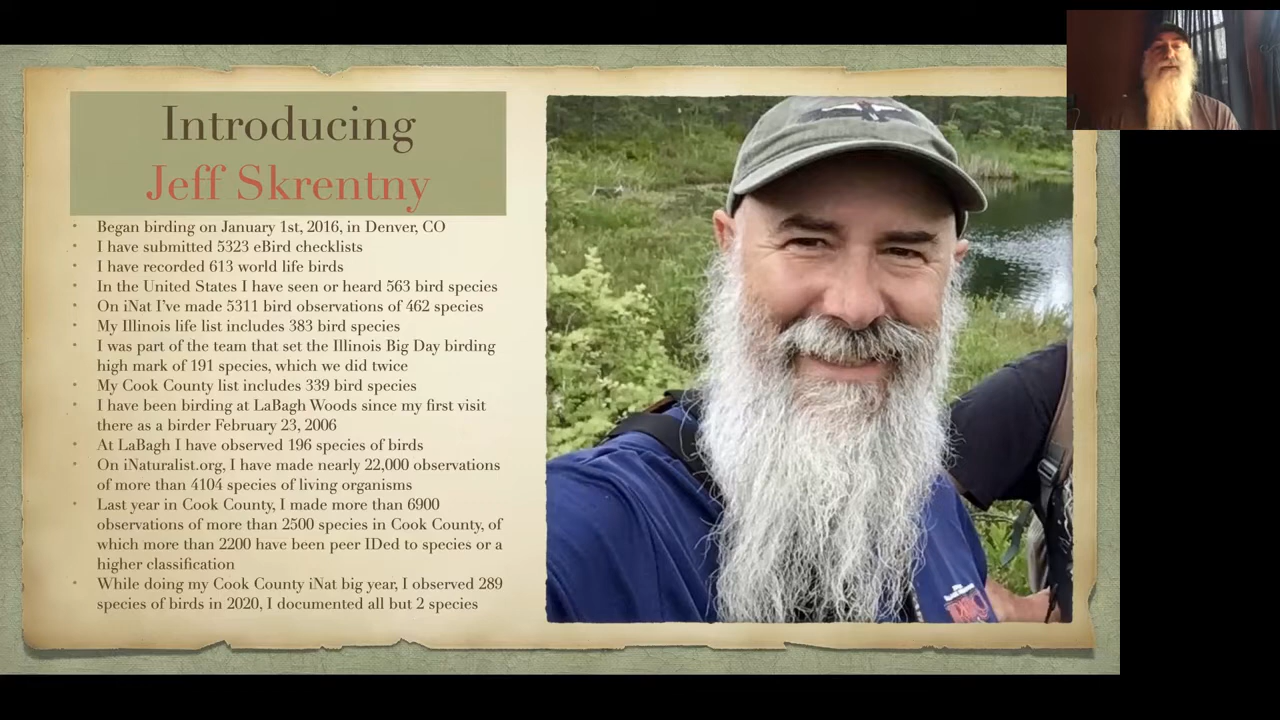 Introducing
Jeff Skrentny
Began birding on January 1st, 2016, in Denver, CO
I have submitted 5323 eBird checklists
I have recorded 613 world life birds
In the United States I have seen or heard 563 bird species
On iNat I've made 5311 bird observations of 462 species
My Illinois life list includes 383 bird species
I was part of the team that set the Illinois Big Day birding
high mark of 191 species, which we did twice
My Cook County list includes 339 bird species
I have been birding at LaBagh Woods since my first visit
there as a birder February 23, 2006
At LaBagh I have observed 196 species of birds
On iNaturalist.org, I have made nearly 22,000 observations
of more than 4104 species of living organisms
Last year in Cook County, I made more than 6900
observations of more than 2500 species in Cook County, of
which more than 2200 have been peer IDed to species or a
higher classification
While doing my Cook County iNat big year, I observed 289
species of birds in 2020, I documented all but 2 species